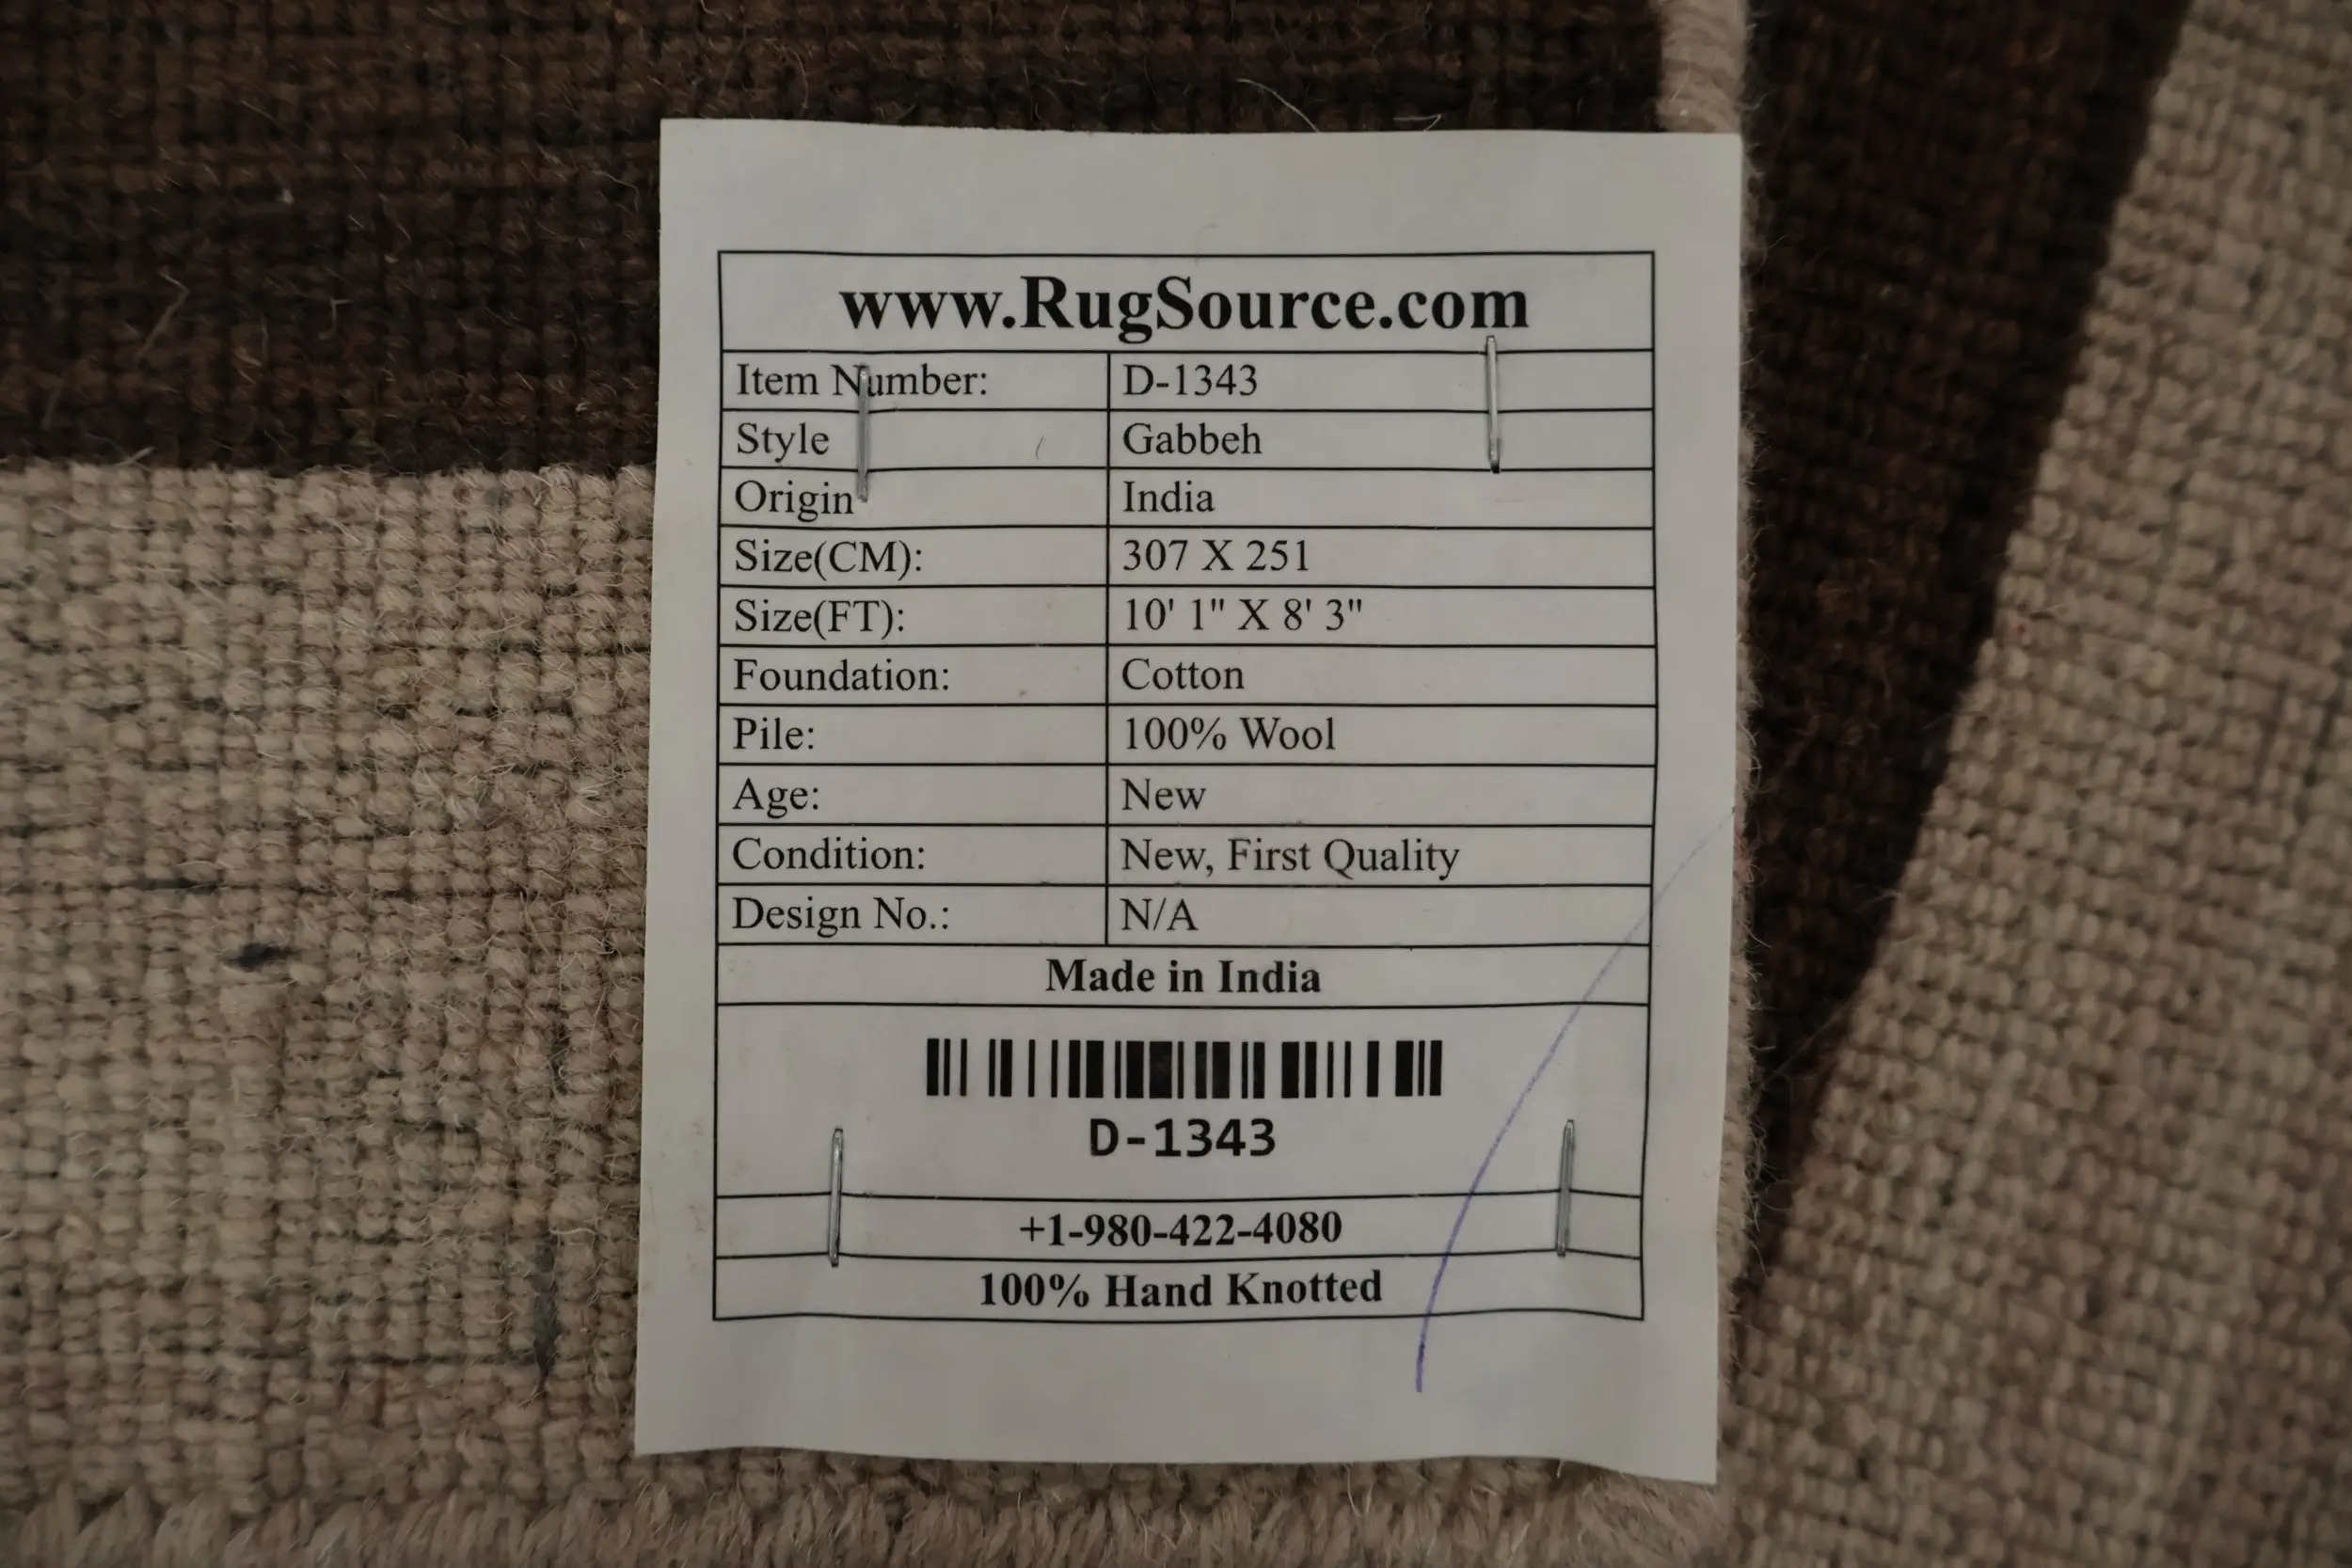 www.RugSource.com
Item Number: D-1343
Style Gabbeh
Origin India
Size(CM): 307 X 251
Size(FT): 10' 1" X 8' 3"
Foundation: Cotton
Pile: 100% Wool
Age: New
Condition: New, First Quality
Design No.: N/A
Made in India
D-1343
+1-980-422-4080
100% Hand Knotted